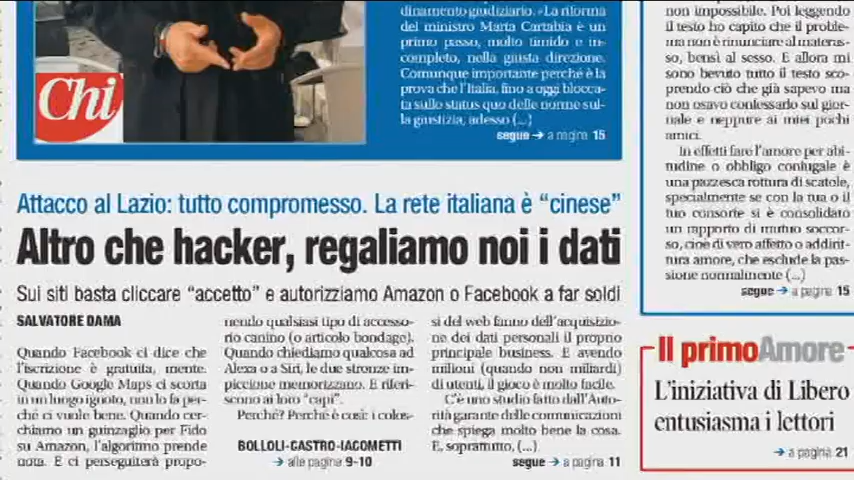 dinamento giudiziario. «La riforma
del ministro Marta Cartabia è un
primo passo, molto timido e in-
completo, nella giusta direzione.
Comunque importante perché è la
prova che l'Italia, fino a oggi blocca-
ta sullo status quo delle norme sul-
la giustizia, adesso (...)
segue → a pagina 15
Chi
non impossibile. Poi leggendo
il testo ho capito che il proble-
ma non è rinunciare al materas-
so, bensì al sesso. E allora mi
sono bevuto tutto il testo sco-
prendo ciò che già sapevo ma
non osavo confessarlo sul gior-
nale e neppure ai miei pochi
amici.
In effetti fare l'amore per abi-
tudine o obbligo coniugale è
una pazzesca rottura di scatole,
specialmente se con la tua o il
tuo consorte si è consolidato
un rapporto di mutuo soccor-
so, cioè di vero affetto o addirit-
tura amore, che esclude la pas-
sione normalmente (...)
segue → a pagina 15
Attacco al Lazio: tutto compromesso. La rete italiana è “cinese”
Altro che hacker, regaliamo noi i dati
Sui siti basta cliccare “accetto” e autorizziamo Amazon o Facebook a far soldi
SALVATORE DAMA
Quando Facebook ci dice che
l'iscrizione è gratuita, mente.
Quando Google Maps ci scorta
in un luogo ignoto, non lo fa per-
ché ci vuole bene. Quando cer-
chiamo un guinzaglio per Fido
su Amazon, l'algoritmo prende
nota. E ci perseguiterà propo-
nendo qualsiasi tipo di accesso-
rio canino (o articolo bondage).
Quando chiediamo qualcosa ad
Alexa o a Siri, le due stronze im-
piccione memorizzano. E riferi-
scono ai loro “capi”.
Perché? Perché è così: i colos-
BOLLOLI-CASTRO-IACOMETTI
→ alle pagine 9-10
si del web fanno dell'acquisizio-
ne dei dati personali il proprio
principale business. E avendo
milioni (quando non miliardi)
di utenti, il gioco è molto facile.
C'è uno studio fatto dall'Auto-
rità garante delle comunicazioni
che spiega molto bene la cosa.
E, soprattutto, (...)
segue → a pagina 11
Il primoAmore
L'iniziativa di Libero
entusiasma i lettori
→ a pagina 21